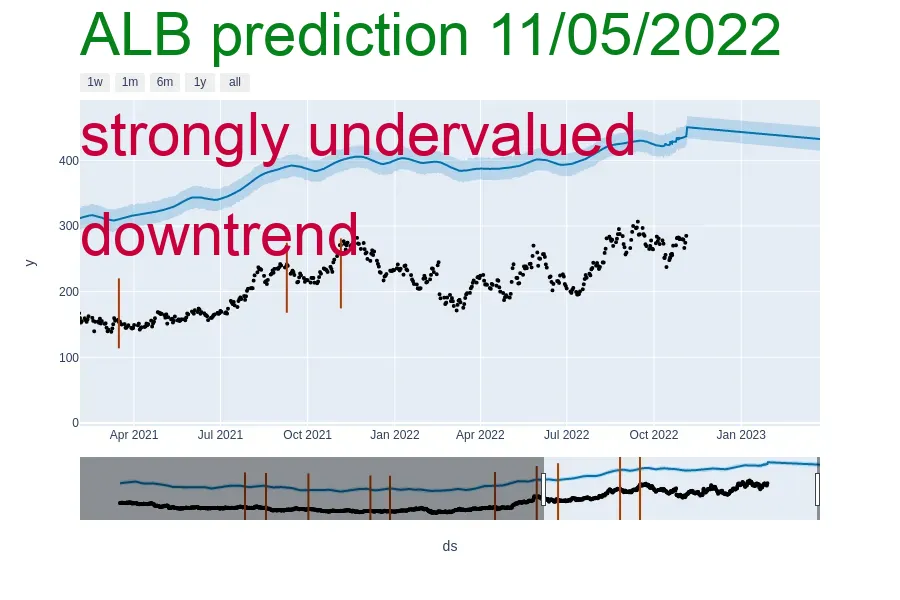 ALB prediction 11/05/2022
1w 1m 6m 1y all
strongly undervalued
400
downtrend
300
y
200
100
0
Apr 2021 Jul 2021 Oct 2021 Jan 2022 Apr 2022 Jul 2022 Oct 2022 Jan 2023
ds